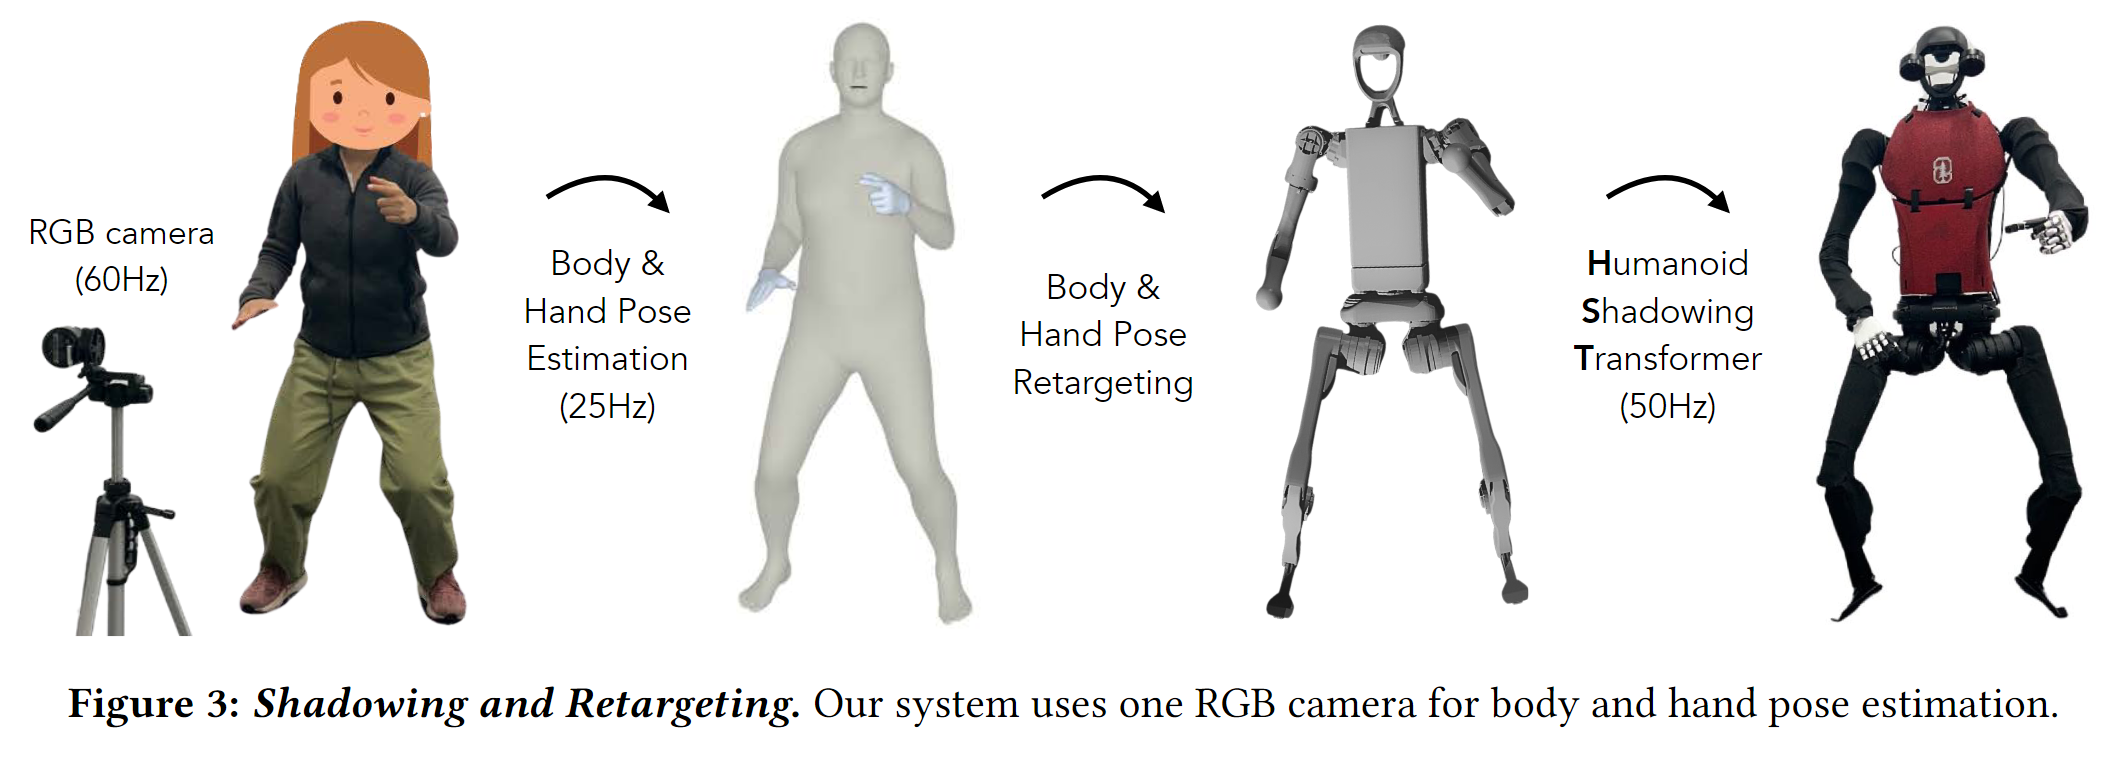 RGB camera
(60Hz)
Body &
Hand Pose
Estimation
(25Hz)
Body &
Hand Pose
Retargeting
Humanoid
Shadowing
Transformer
(50Hz)
Figure 3: Shadowing and Retargeting. Our system uses one RGB camera for body and hand pose estimation.